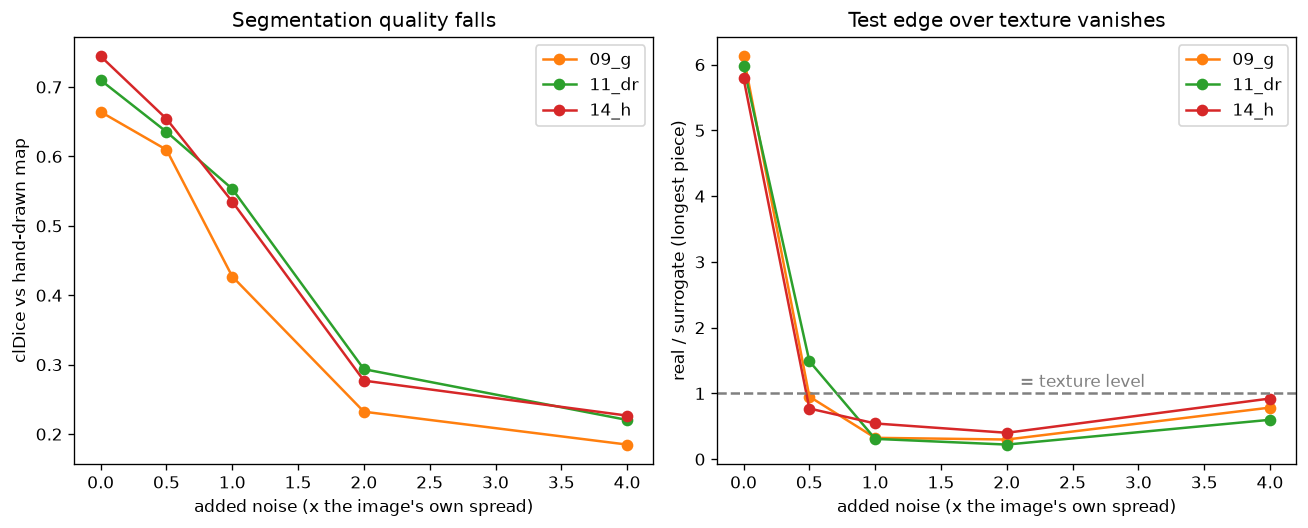 Segmentation quality falls
clDice vs hand-drawn map
0.7
0.6
0.5
0.4
0.3
0.2
09_g
11_dr
14_h
0.0 0.5 1.0 1.5 2.0 2.5 3.0 3.5 4.0
added noise (x the image's own spread)
Test edge over texture vanishes
real / surrogate (longest piece)
6
5
4
3
2
1
0
09_g
11_dr
14_h
= texture level
0.0 0.5 1.0 1.5 2.0 2.5 3.0 3.5 4.0
added noise (x the image's own spread)